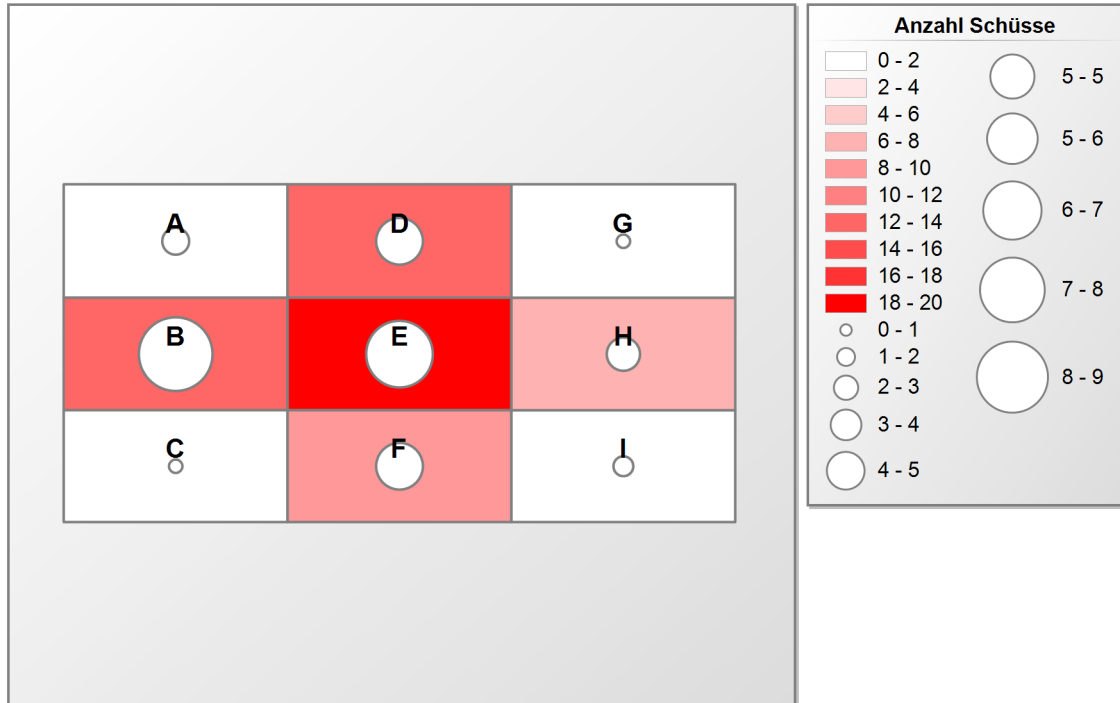 Anzahl Schüsse
0 - 2
2 - 4
4 - 6
6 - 8
8 - 10
10 - 12
12 - 14
14 - 16
16 - 18
18 - 20
0 - 1
1 - 2
2 - 3
3 - 4
4 - 5
5 - 5
5 - 6
6 - 7
7 - 8
8 - 9
A D G
B E H
C F I